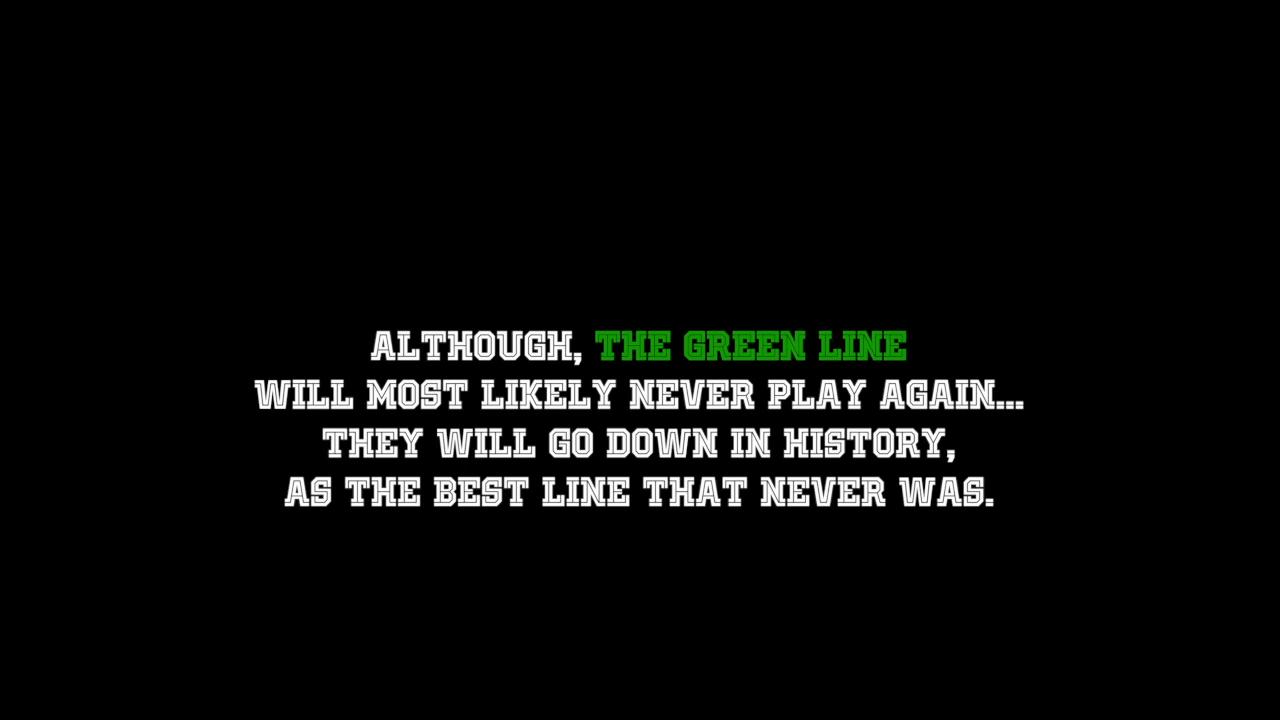 ALTHOUGH, THE GREEN LINE
WILL MOST LIKELY NEVER PLAY AGAIN...
THEY WILL GO DOWN IN HISTORY,
AS THE BEST LINE THAT NEVER WAS.